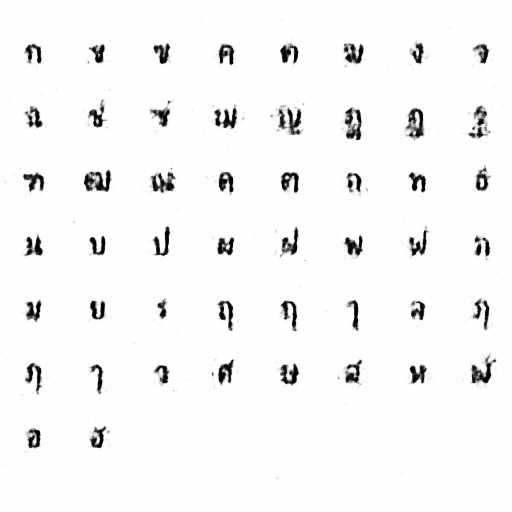 ก ข ฃ ค ฅ ฆ ง จ
ฉ ช ซ ฌ ญ ฎ ฏ ฐ
ฑ ฒ ณ ด ต ถ ท ธ
น บ ป ผ ฝ พ ฟ ภ
ม ย ร ฤ ฤ ๅ ล ฦ
ฦ ๅ ว ศ ษ ส ห ฬ
อ ฮ